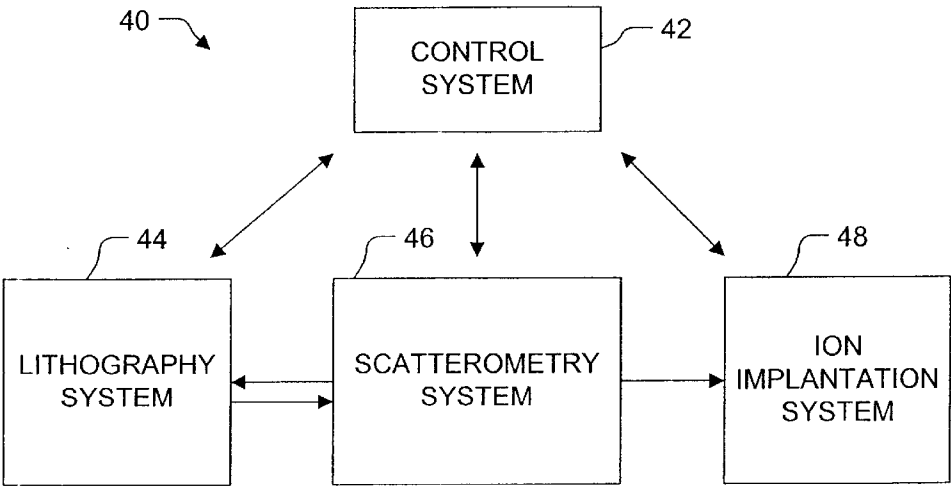 40
42
CONTROL
SYSTEM
44
46
48
LITHOGRAPHY
SYSTEM
SCATTEROMETRY
SYSTEM
ION
IMPLANTATION
SYSTEM